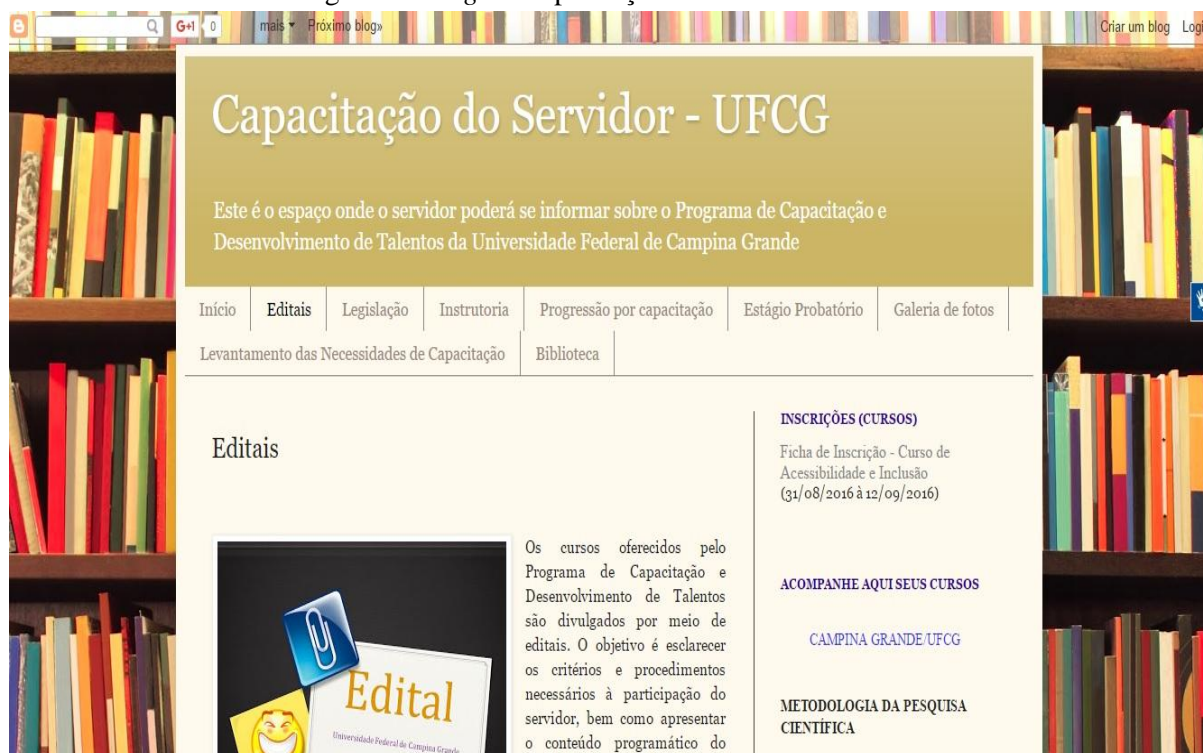 G+1 0 mais Próximo blog» Criar um blog
Capacitação do Servidor - UFCG
Este é o espaço onde o servidor poderá se informar sobre o Programa de Capacitação e
Desenvolvimento de Talentos da Universidade Federal de Campina Grande
Início Editais Legislação Instrutoria Progressão por capacitação Estágio Probatório Galeria de fotos
Levantamento das Necessidades de Capacitação Biblioteca
Editais
Os cursos oferecidos pelo
Programa de Capacitação e
Desenvolvimento de Talentos
são divulgados por meio de
editais. O objetivo é esclarecer
os critérios e procedimentos
necessários à participação do
servidor, bem como apresentar
o conteúdo programático do
Edital
Universidade Federal de Campina Grande
INSCRIÇÕES (CURSOS)
Ficha de Inscrição - Curso de
Acessibilidade e Inclusão
(31/08/2016 à 12/09/2016)
ACOMPANHE AQUI SEUS CURSOS
CAMPINA GRANDE/UFCG
METODOLOGIA DA PESQUISA
CIENTÍFICA